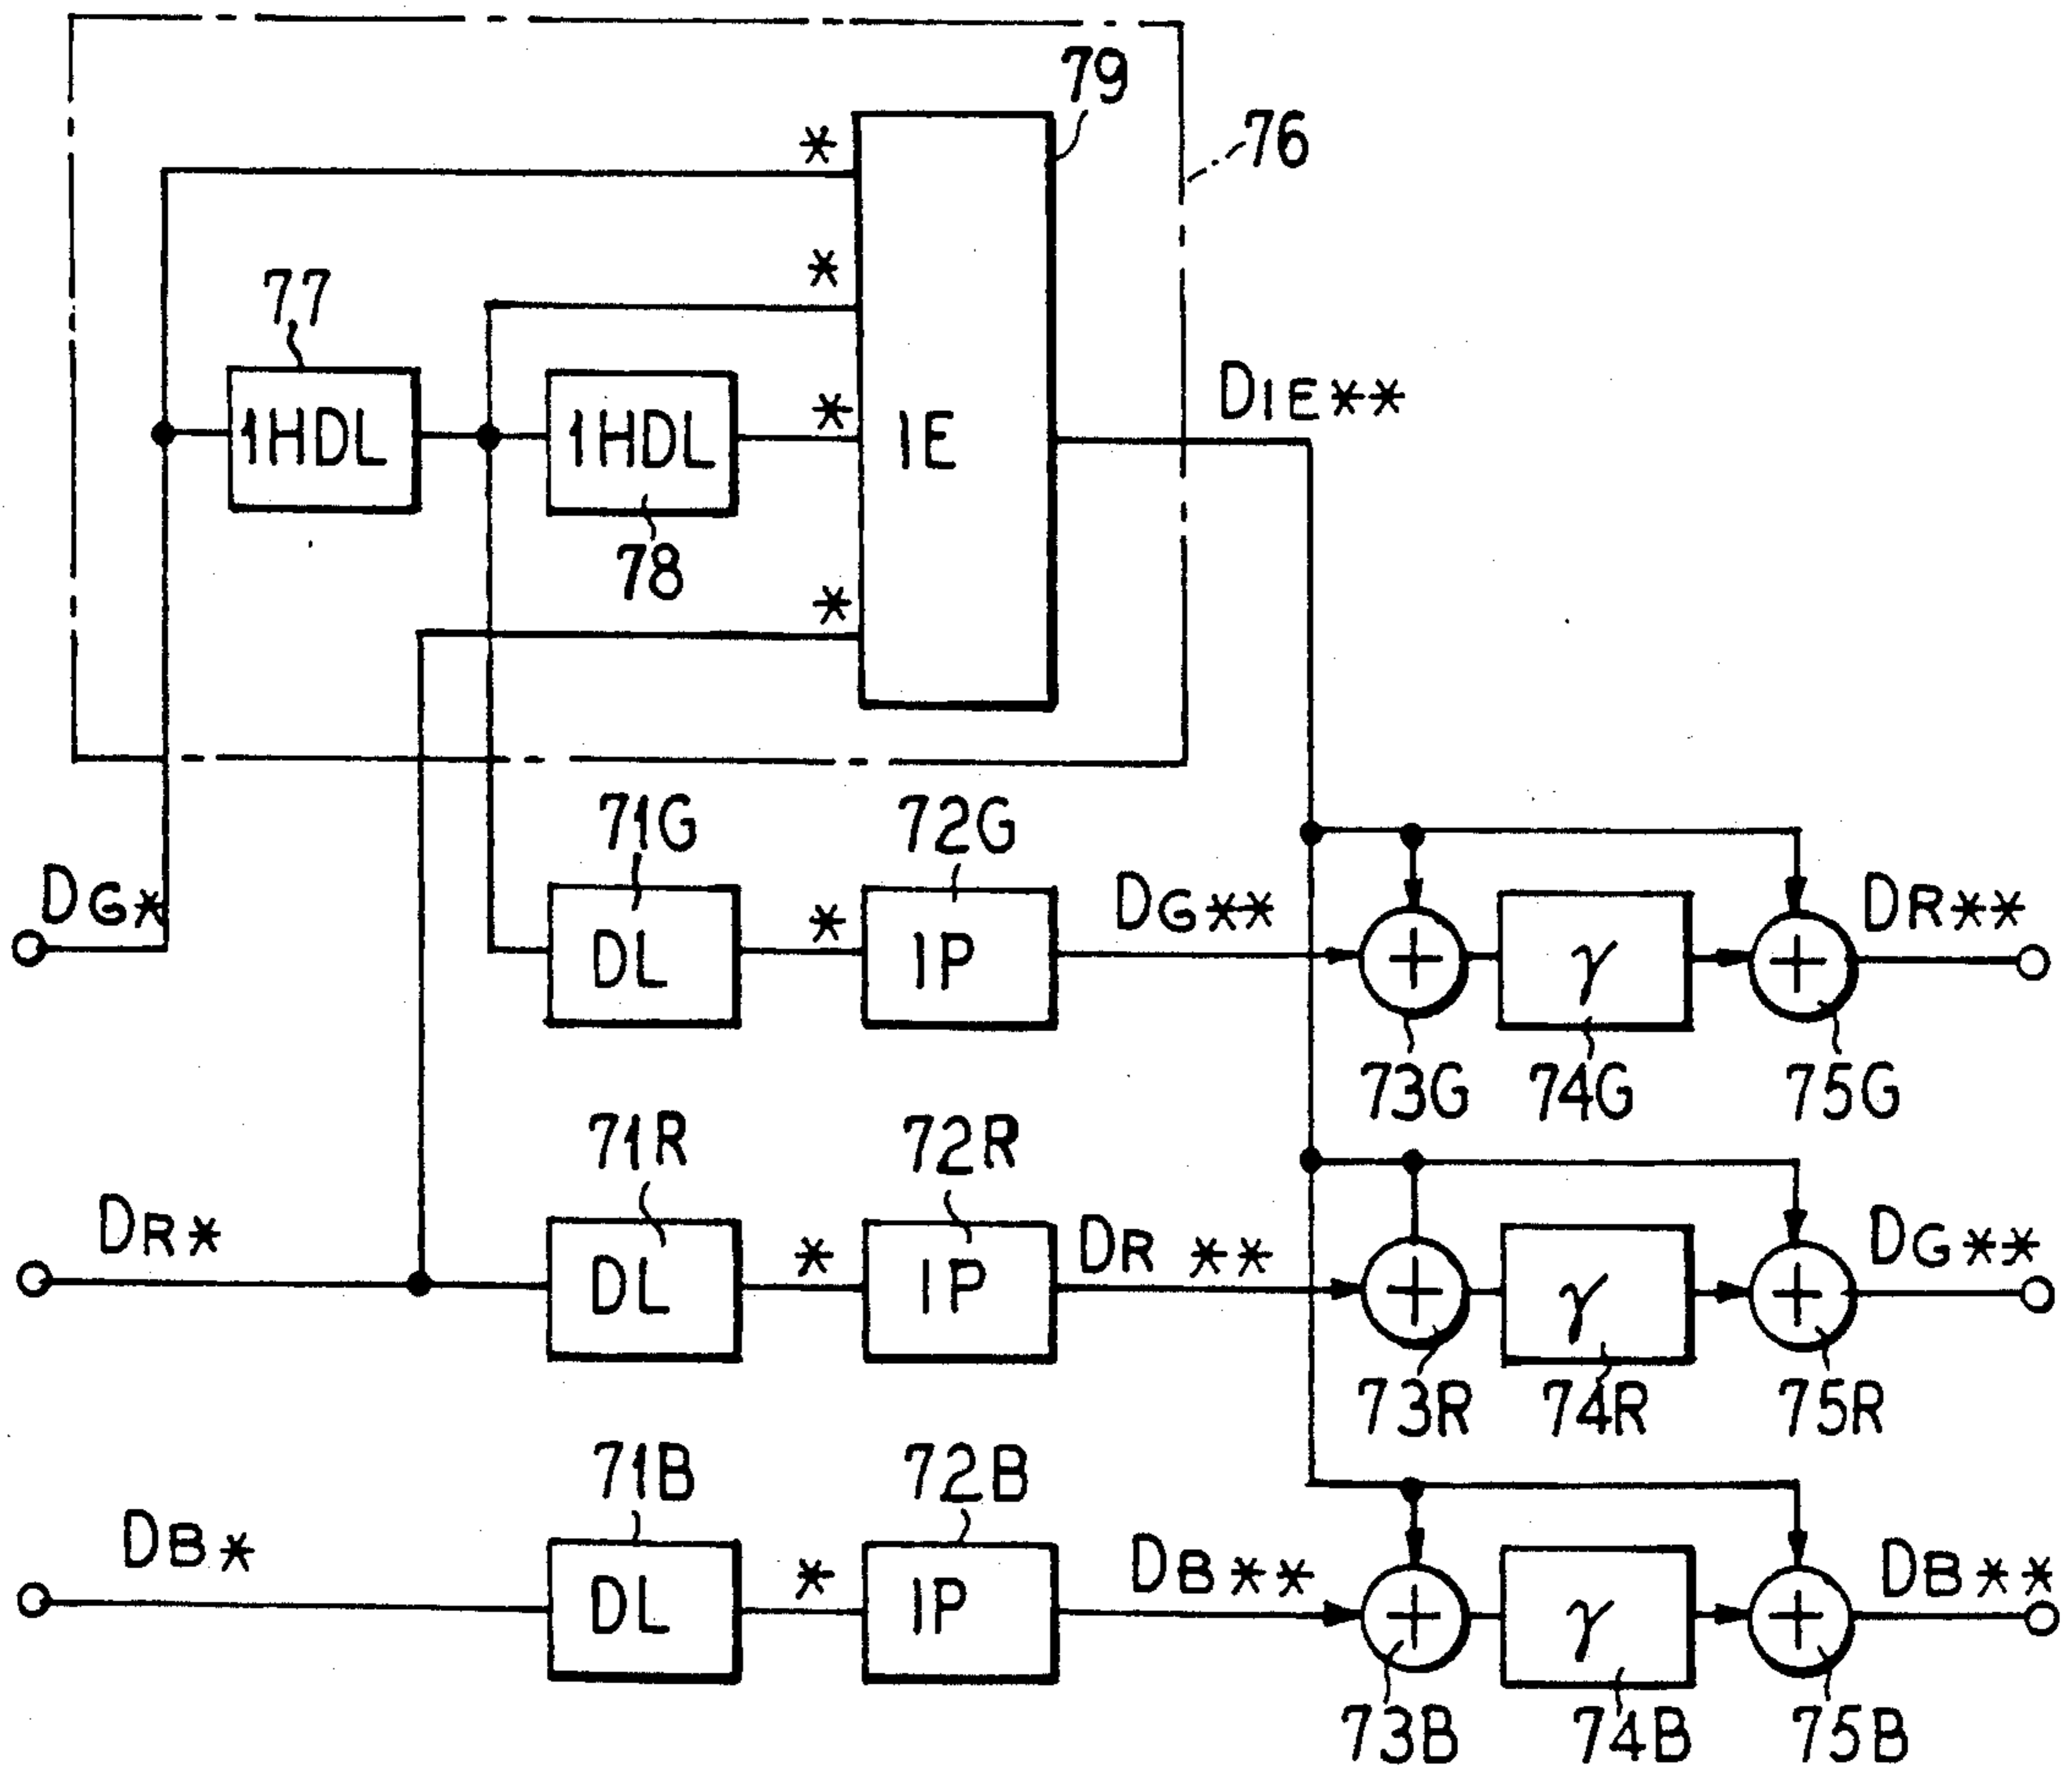 79
76
*
*
77
1HDL
1HDL
*
IE
DIE**
78
*
71G
72G
DG*
DL
*
IP
DG**
+
γ
+
DR**
73G
74G
75G
71R
72R
DR*
DL
*
IP
DR **
+
γ
+
DG**
73R
74R
75R
71B
72B
DB*
DL
*
IP
DB**
+
γ
+
DB**
73B
74B
75B